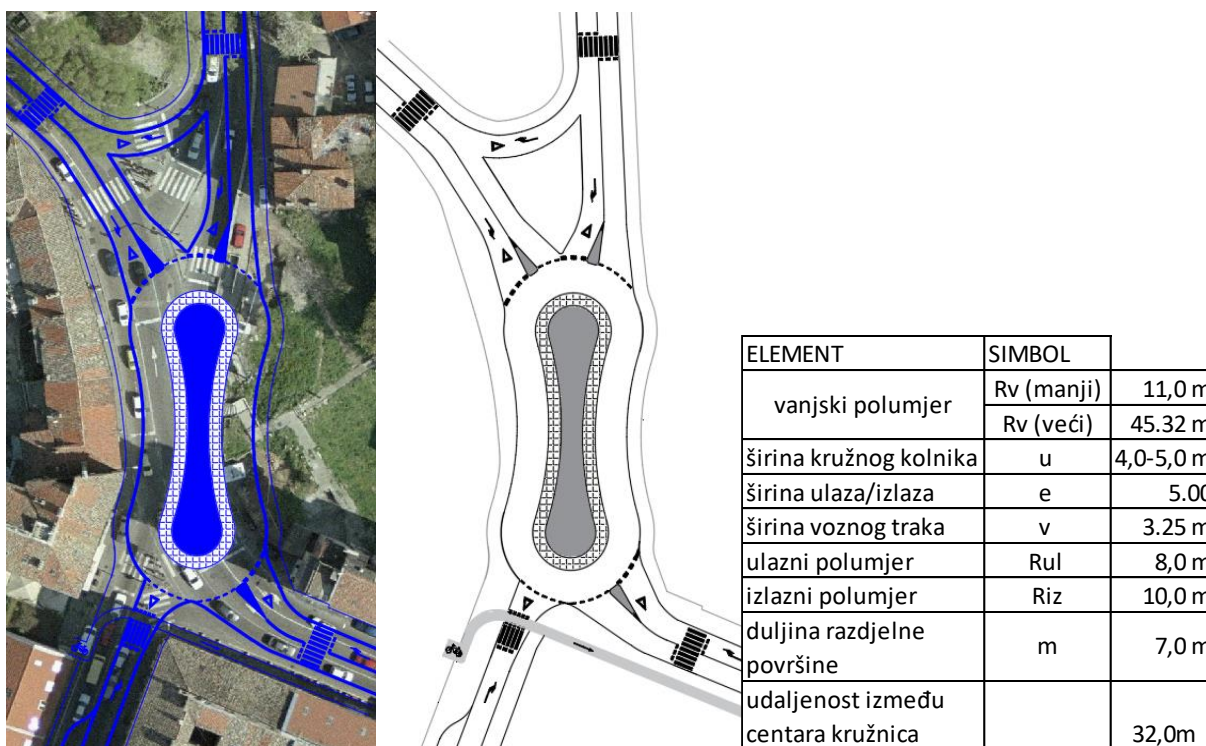 ELEMENT SIMBOL
vanjski polumjer Rv (manji) 11,0 m
Rv (veći) 45.32 m
širina kružnog kolnika u 4,0-5,0 m
širina ulaza/izlaza e 5.00
širina voznog traka v 3.25 m
ulazni polumjer Rul 8,0 m
izlazni polumjer Riz 10,0 m
duljina razdjelne
površine m 7,0 m
udaljenost između
centara kružnica 32,0m